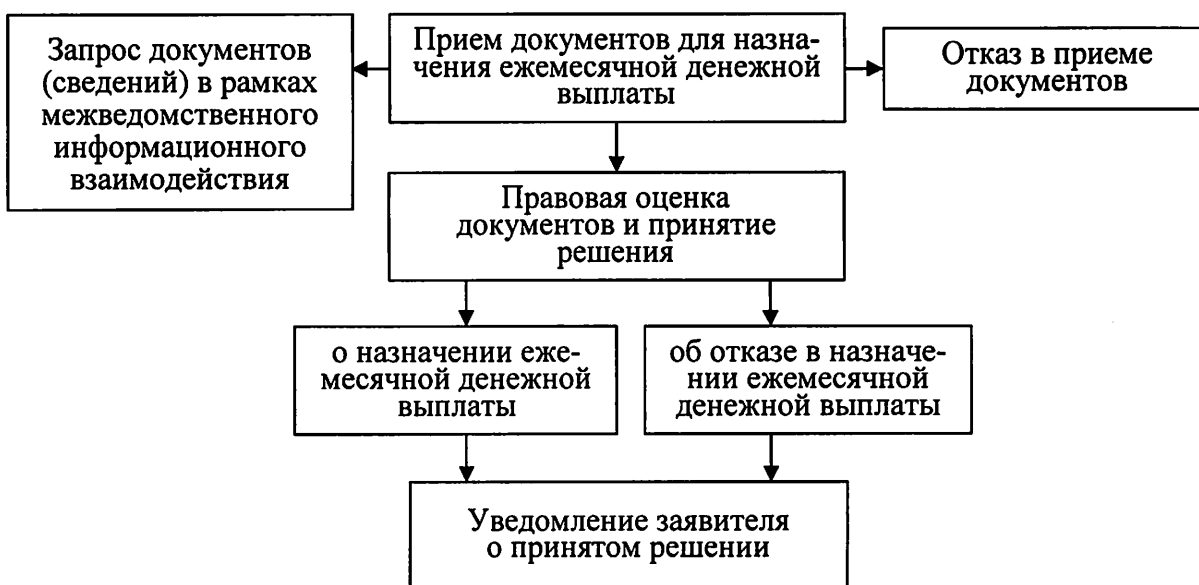 Запрос документов
(сведений) в рамках
межведомственного
информационного
взаимодействия
Прием документов для назна-
чения ежемесячной денежной
выплаты
Отказ в приеме
документов
Правовая оценка
документов и принятие
решения
о назначении еже-
месячной денежной
выплаты
об отказе в назначе-
нии ежемесячной
денежной выплаты
Уведомление заявителя
о принятом решении